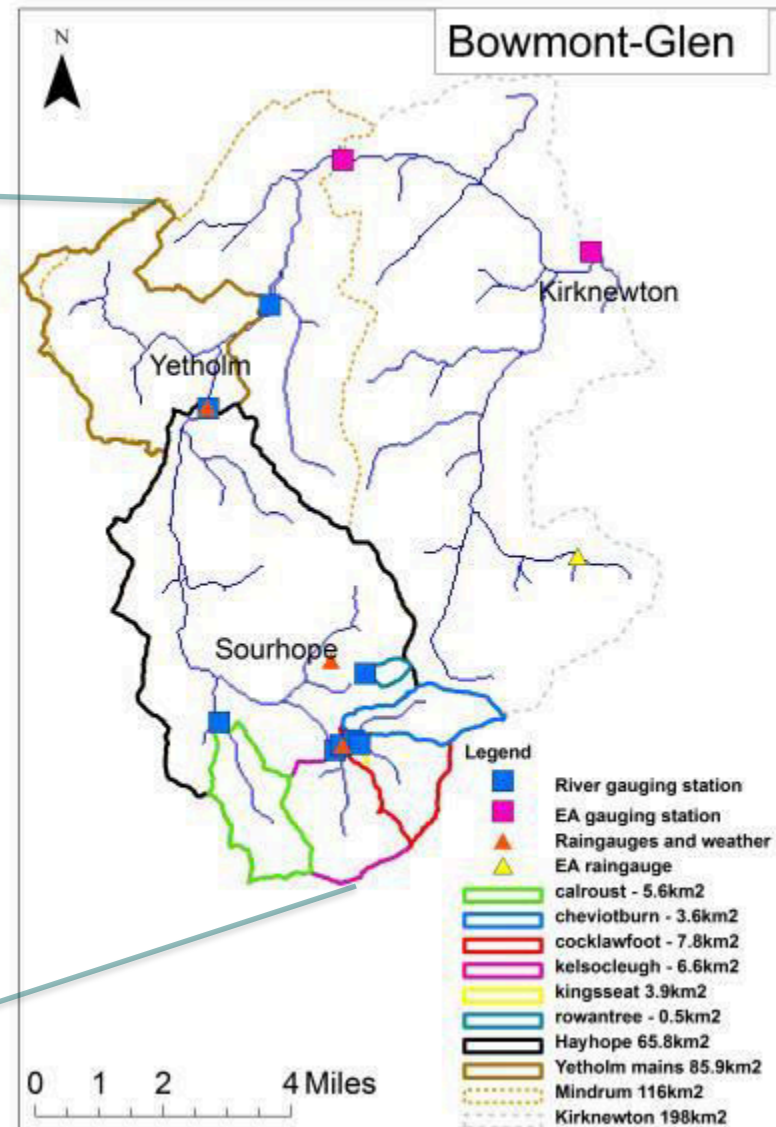 Bowmont-Glen
N
Kirknewton
Yetholm
Sourhope
Legend
River gauging station
EA gauging station
Raingauges and weather
EA raingauge
calroust - 5.6km2
cheviotburn - 3.6km2
cocklawfoot - 7.8km2
kelsocleugh - 6.6km2
kingsseat 3.9km2
rowantree - 0.5km2
Hayhope 65.8km2
Yetholm mains 85.9km2
Mindrum 116km2
Kirknewton 198km2
0 1 2 4 Miles